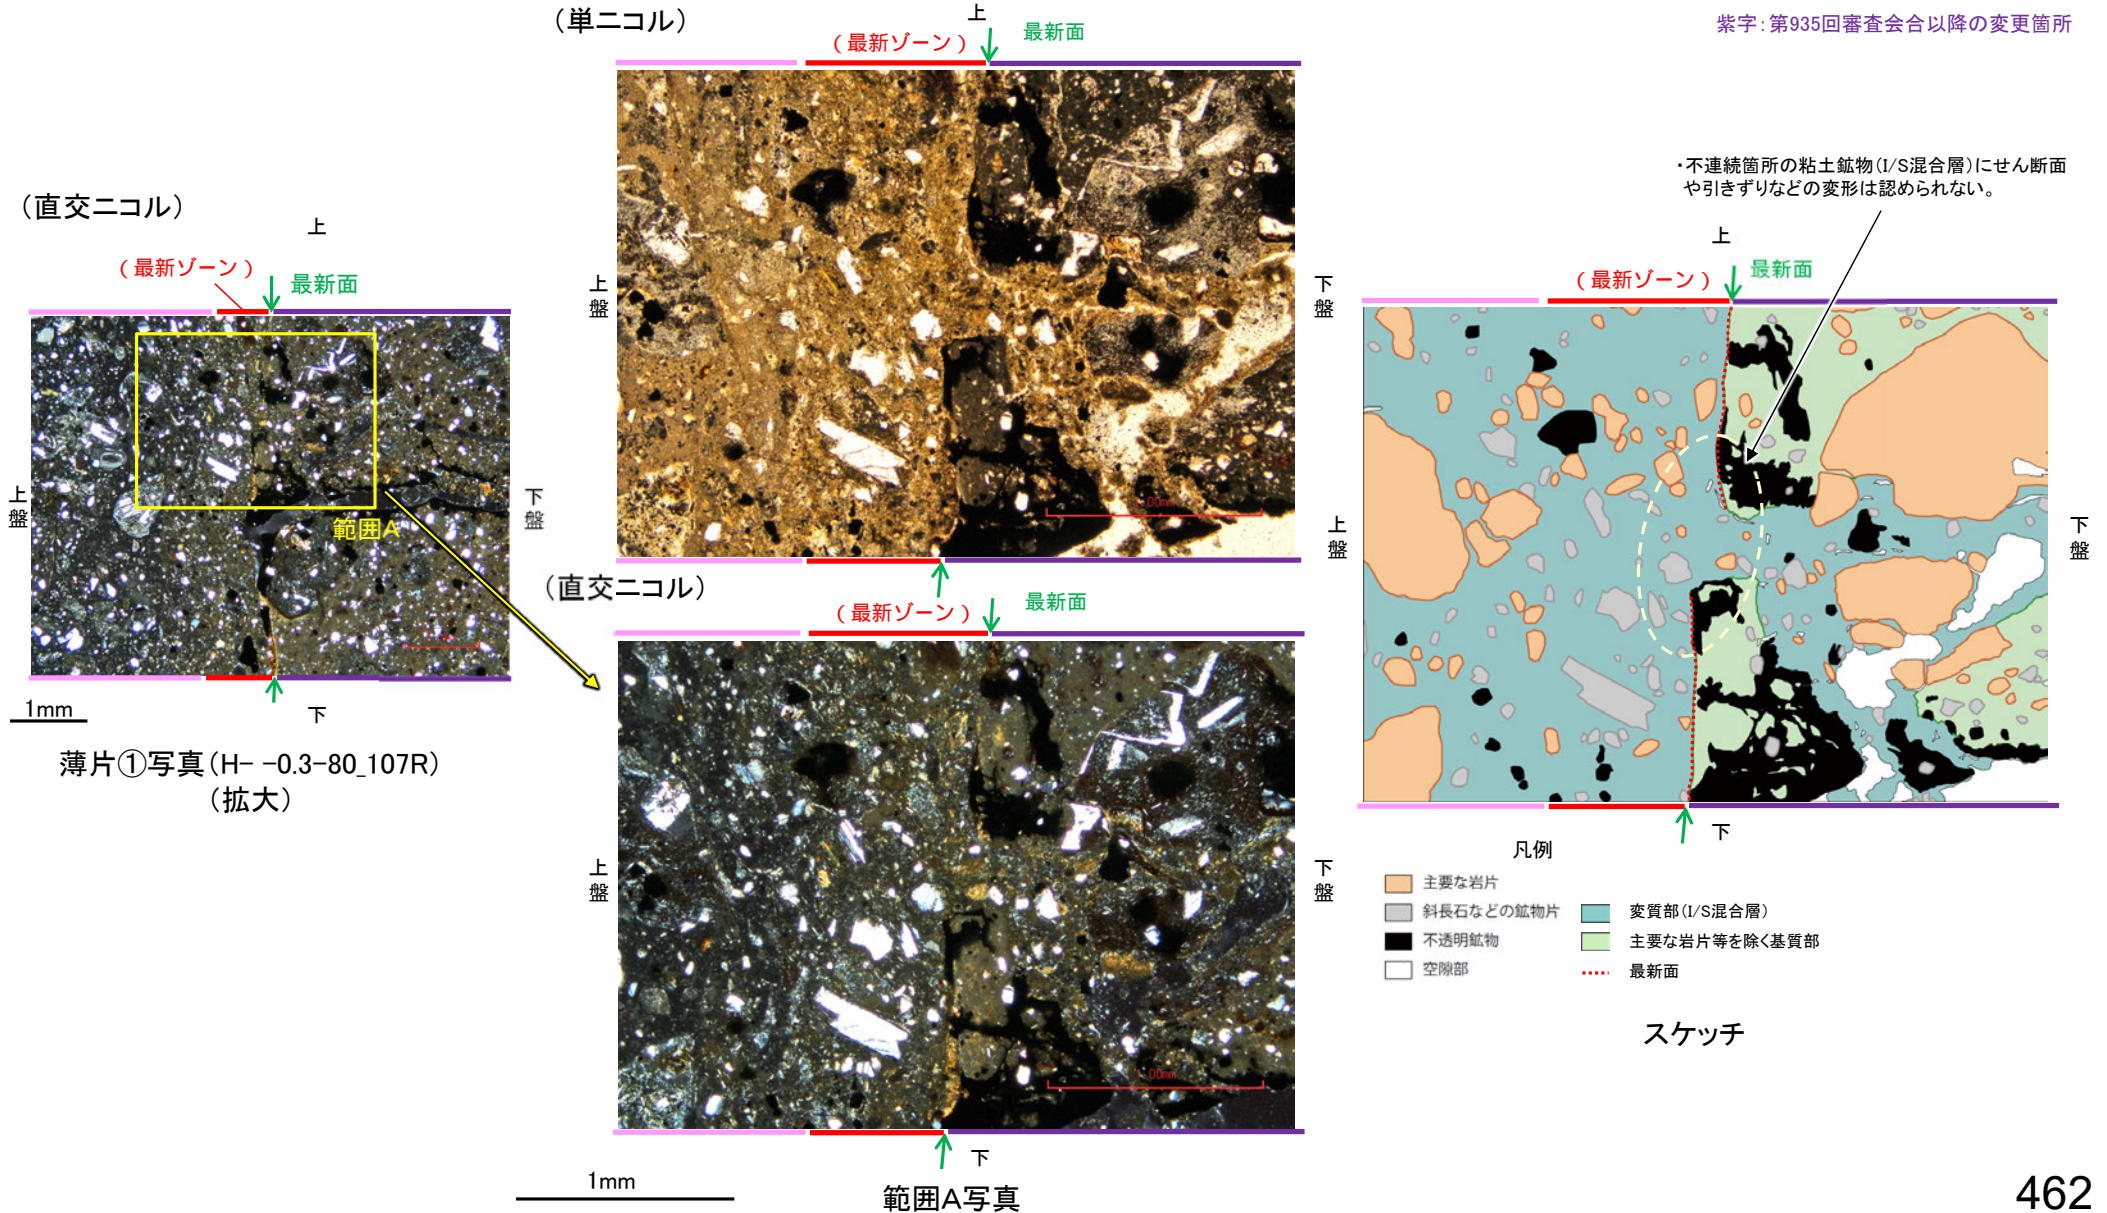 紫字：第935回審査会合以降の変更箇所
（直交ニコル）
上
（最新ゾーン）
最新面
上盤
下盤
範囲A
1mm
下
薄片①写真（H- -0.3-80_107R）
（拡大）
（単ニコル）
上
（最新ゾーン）
最新面
上盤
下盤
1.00mm
（直交ニコル）
（最新ゾーン）
最新面
上盤
下盤
1.00mm
下
1mm
範囲A写真
・不連続箇所の粘土鉱物（I/S混合層）にせん断面
や引きずりなどの変形は認められない。
上
（最新ゾーン）
最新面
上盤
下盤
下
凡例
主要な岩片
斜長石などの鉱物片
不透明鉱物
空隙部
変質部（I/S混合層）
主要な岩片等を除く基質部
最新面
スケッチ
462